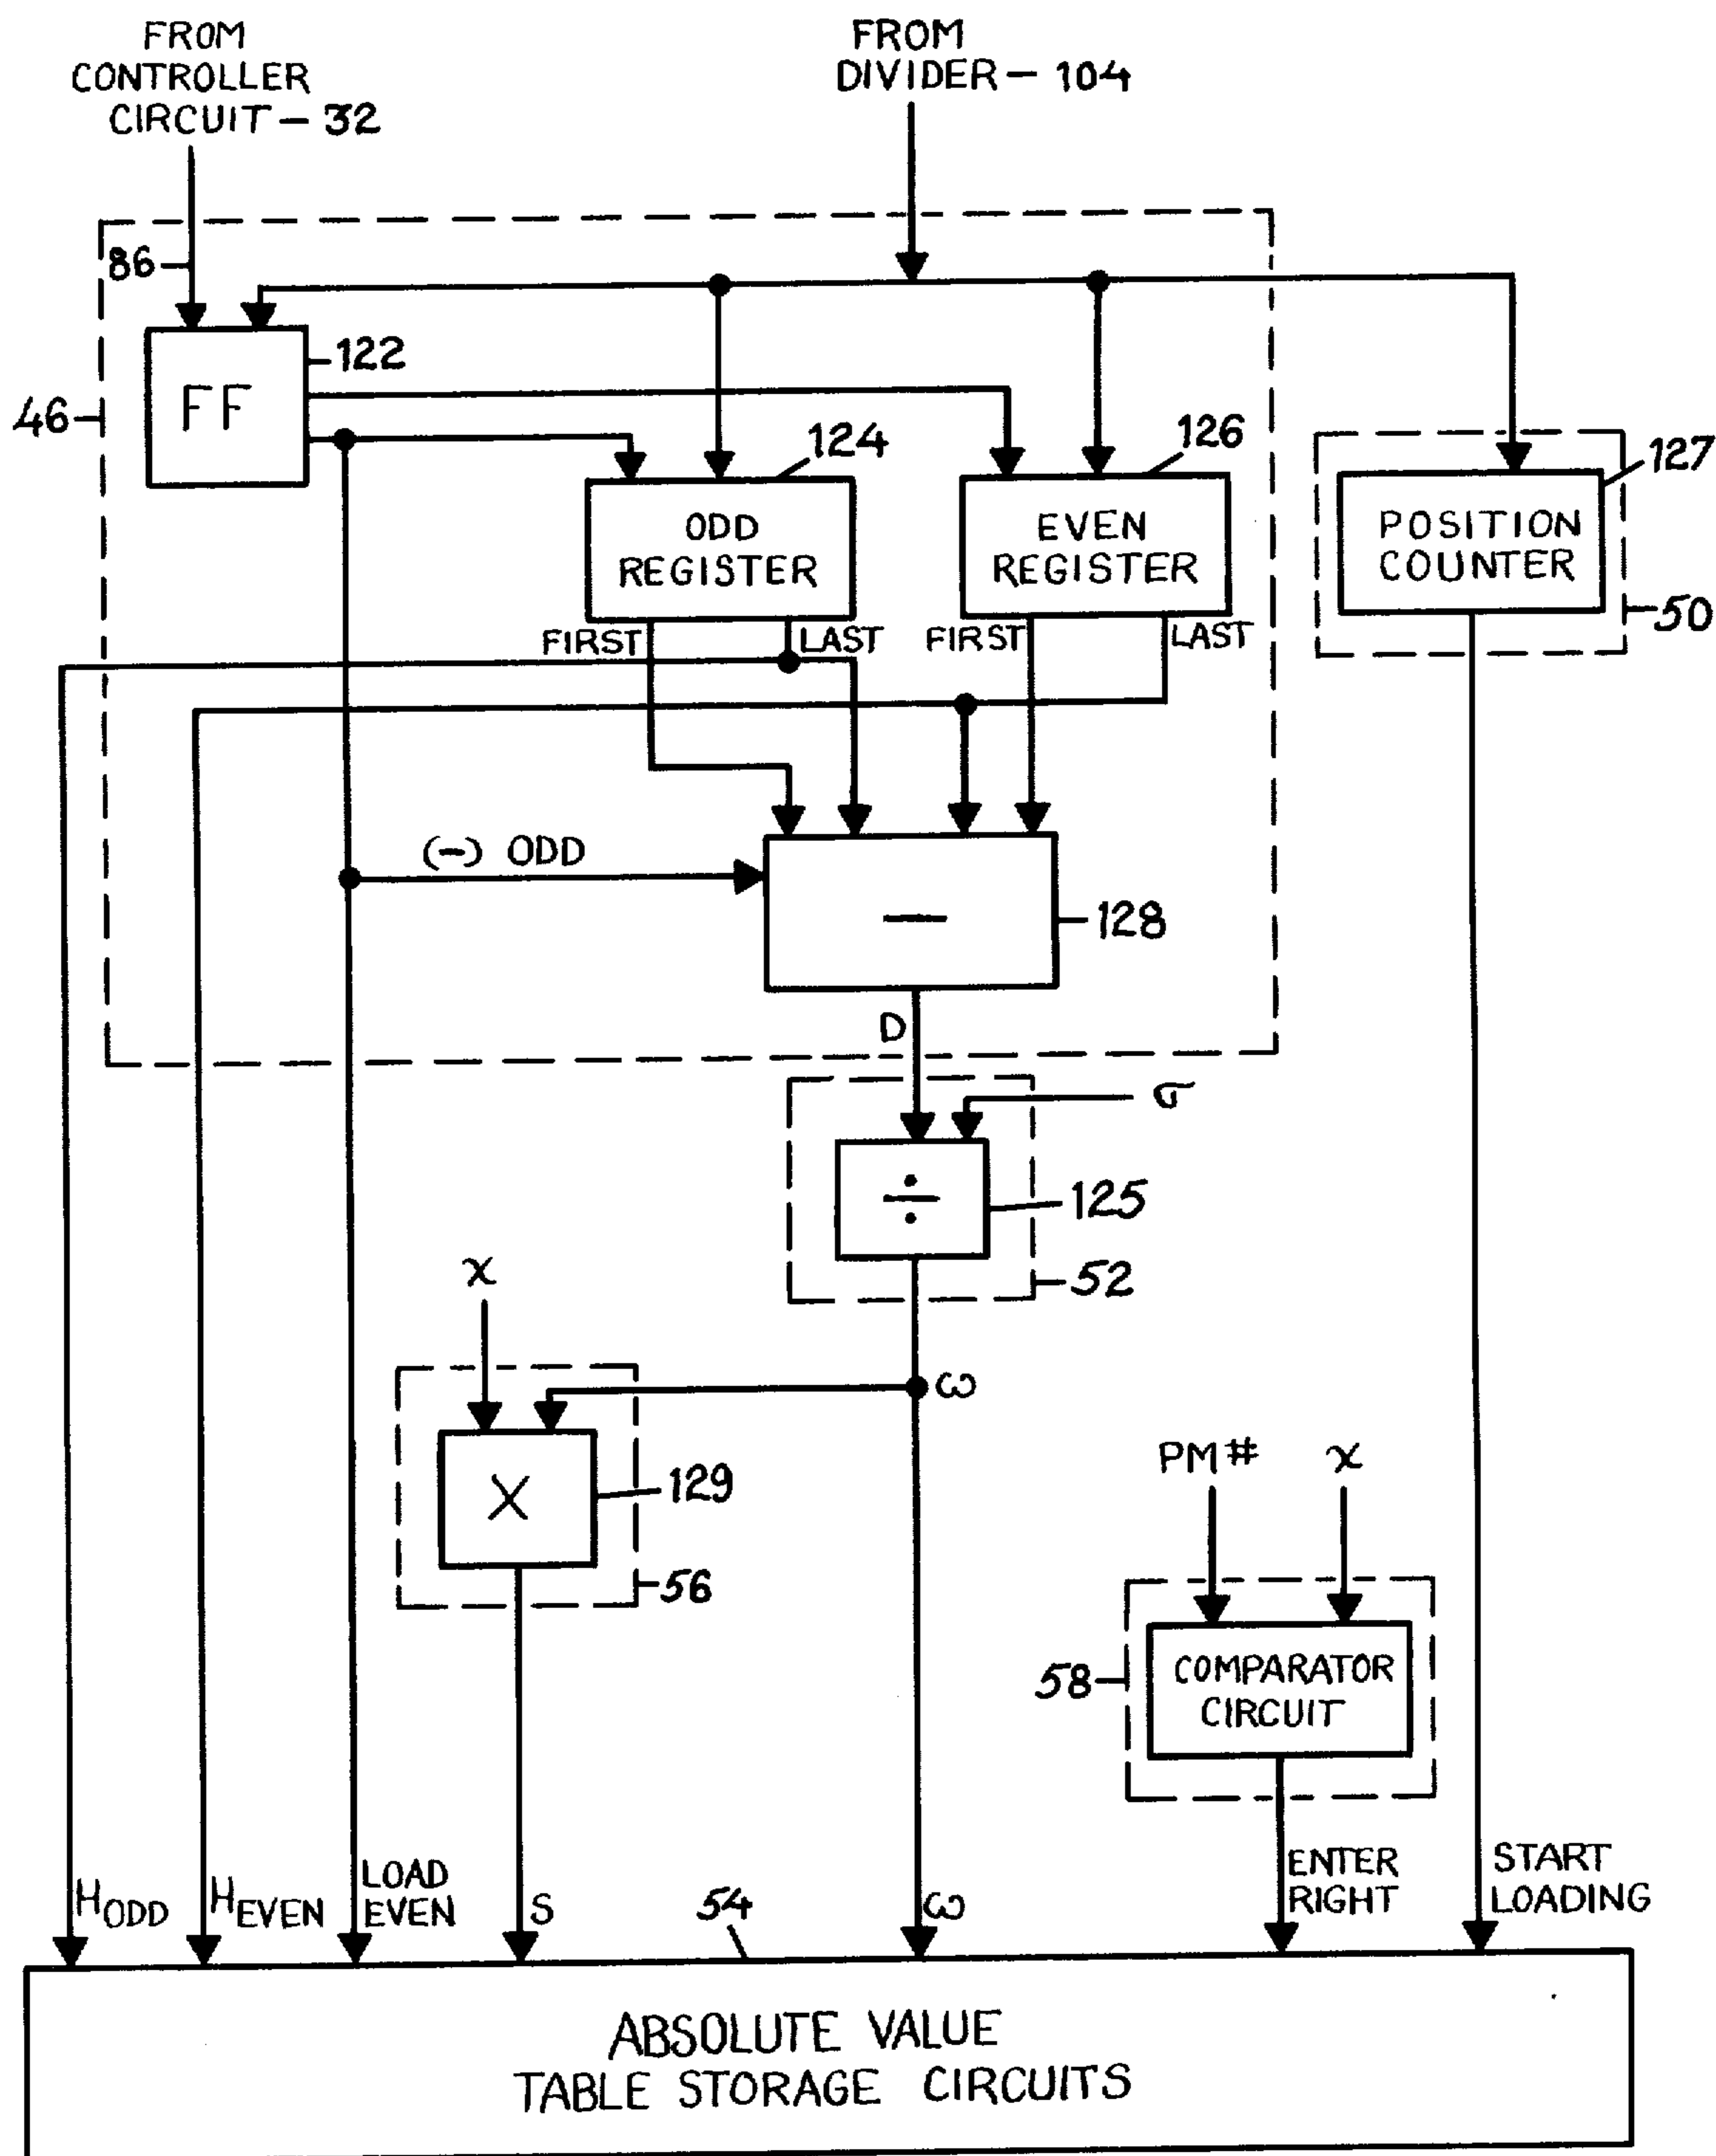 FROM
CONTROLLER
CIRCUIT — 32
FROM
DIVIDER — 104
86
FF
122
46
124
126
127
ODD
REGISTER
EVEN
REGISTER
POSITION
COUNTER
50
FIRST
LAST
FIRST
LAST
(-) ODD
—
128
D
σ
÷
125
52
x
ω
X
129
56
PM #
x
58
COMPARATOR
CIRCUIT
HODD
HEVEN
LOAD
EVEN
S
54
ω
ENTER
RIGHT
START
LOADING
ABSOLUTE VALUE
TABLE STORAGE CIRCUITS